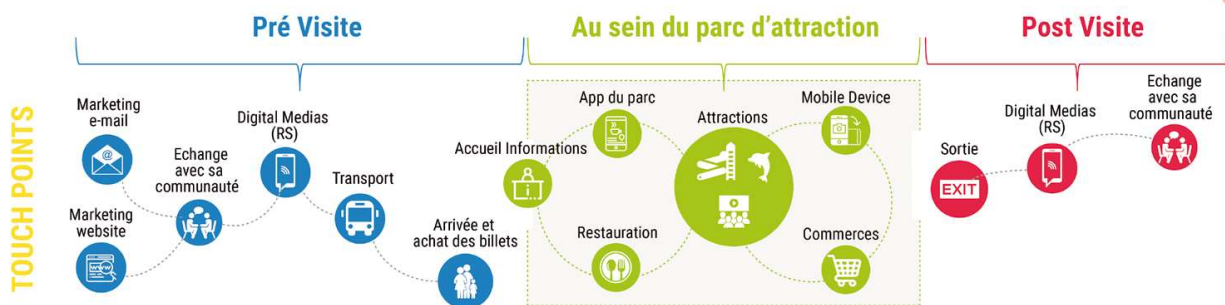 Pré Visite
Au sein du parc d'attraction
Post Visite
TOUCH POINTS
Marketing
e-mail
Marketing
website
www
Echange
avec sa
communauté
Digital Medias
(RS)
Transport
Arrivée et
achat des billets
Accueil Informations
App du parc
Restauration
Attractions
Mobile Device
Commerces
Sortie
EXIT
Digital Medias
(RS)
Echange
avec sa
communauté